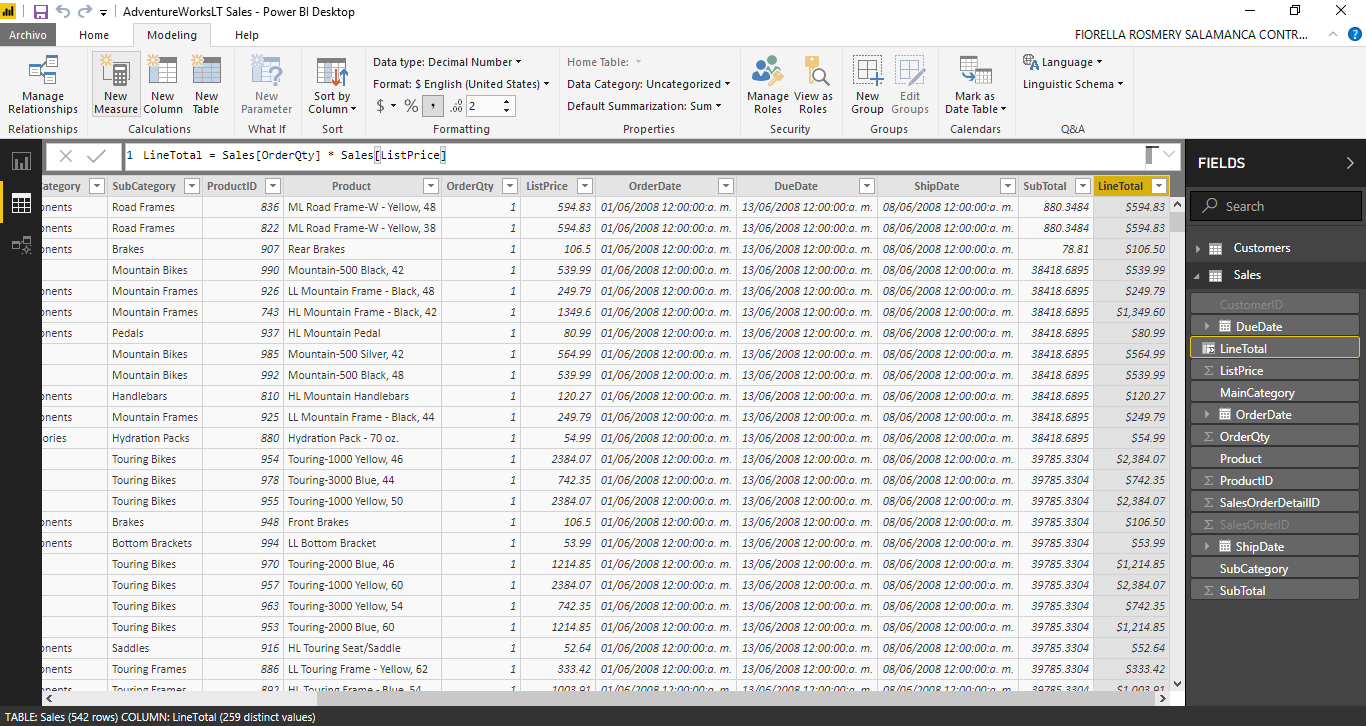 AdventureWorksLT Sales - Power BI Desktop
Archivo Home Modeling Help FIORELLA ROSMERY SALAMANCA CONTR... ?
Manage Relationships
Relationships
New Measure
New Column
New Table
Calculations
New Parameter
What If
Sort by Column
Sort
Data type: Decimal Number
Format: $ English (United States)
$ % , .00 2
Formatting
Home Table:
Data Category: Uncategorized
Default Summarization: Sum
Properties
Manage Roles
View as Roles
Security
New Group
Edit Groups
Groups
Mark as Date Table
Calendars
Language
Linguistic Schema
Q&A
1 LineTotal = Sales[OrderQty] * Sales[ListPrice]
ategory SubCategory ProductID Product OrderQty ListPrice OrderDate DueDate ShipDate SubTotal LineTotal
onents Road Frames 836 ML Road Frame-W - Yellow, 48 1 594.83 01/06/2008 12:00:00:a. m. 13/06/2008 12:00:00:a. m. 08/06/2008 12:00:00:a. m. 880.3484 $594.83
onents Road Frames 822 ML Road Frame-W - Yellow, 38 1 594.83 01/06/2008 12:00:00:a. m. 13/06/2008 12:00:00:a. m. 08/06/2008 12:00:00:a. m. 880.3484 $594.83
onents Brakes 907 Rear Brakes 1 106.5 01/06/2008 12:00:00:a. m. 13/06/2008 12:00:00:a. m. 08/06/2008 12:00:00:a. m. 78.81 $106.50
Mountain Bikes 990 Mountain-500 Black, 42 1 539.99 01/06/2008 12:00:00:a. m. 13/06/2008 12:00:00:a. m. 08/06/2008 12:00:00:a. m. 38418.6895 $539.99
onents Mountain Frames 926 LL Mountain Frame - Black, 48 1 249.79 01/06/2008 12:00:00:a. m. 13/06/2008 12:00:00:a. m. 08/06/2008 12:00:00:a. m. 38418.6895 $249.79
onents Mountain Frames 743 HL Mountain Frame - Black, 42 1 1349.6 01/06/2008 12:00:00:a. m. 13/06/2008 12:00:00:a. m. 08/06/2008 12:00:00:a. m. 38418.6895 $1,349.60
onents Pedals 937 HL Mountain Pedal 1 80.99 01/06/2008 12:00:00:a. m. 13/06/2008 12:00:00:a. m. 08/06/2008 12:00:00:a. m. 38418.6895 $80.99
Mountain Bikes 985 Mountain-500 Silver, 42 1 564.99 01/06/2008 12:00:00:a. m. 13/06/2008 12:00:00:a. m. 08/06/2008 12:00:00:a. m. 38418.6895 $564.99
Mountain Bikes 992 Mountain-500 Black, 48 1 539.99 01/06/2008 12:00:00:a. m. 13/06/2008 12:00:00:a. m. 08/06/2008 12:00:00:a. m. 38418.6895 $539.99
onents Handlebars 810 HL Mountain Handlebars 1 120.27 01/06/2008 12:00:00:a. m. 13/06/2008 12:00:00:a. m. 08/06/2008 12:00:00:a. m. 38418.6895 $120.27
onents Mountain Frames 925 LL Mountain Frame - Black, 44 1 249.79 01/06/2008 12:00:00:a. m. 13/06/2008 12:00:00:a. m. 08/06/2008 12:00:00:a. m. 38418.6895 $249.79
ories Hydration Packs 880 Hydration Pack - 70 oz. 1 54.99 01/06/2008 12:00:00:a. m. 13/06/2008 12:00:00:a. m. 08/06/2008 12:00:00:a. m. 38418.6895 $54.99
Touring Bikes 954 Touring-1000 Yellow, 46 1 2384.07 01/06/2008 12:00:00:a. m. 13/06/2008 12:00:00:a. m. 08/06/2008 12:00:00:a. m. 39785.3304 $2,384.07
Touring Bikes 978 Touring-3000 Blue, 44 1 742.35 01/06/2008 12:00:00:a. m. 13/06/2008 12:00:00:a. m. 08/06/2008 12:00:00:a. m. 39785.3304 $742.35
Touring Bikes 955 Touring-1000 Yellow, 50 1 2384.07 01/06/2008 12:00:00:a. m. 13/06/2008 12:00:00:a. m. 08/06/2008 12:00:00:a. m. 39785.3304 $2,384.07
onents Brakes 948 Front Brakes 1 106.5 01/06/2008 12:00:00:a. m. 13/06/2008 12:00:00:a. m. 08/06/2008 12:00:00:a. m. 39785.3304 $106.50
onents Bottom Brackets 994 LL Bottom Bracket 1 53.99 01/06/2008 12:00:00:a. m. 13/06/2008 12:00:00:a. m. 08/06/2008 12:00:00:a. m. 39785.3304 $53.99
Touring Bikes 970 Touring-2000 Blue, 46 1 1214.85 01/06/2008 12:00:00:a. m. 13/06/2008 12:00:00:a. m. 08/06/2008 12:00:00:a. m. 39785.3304 $1,214.85
Touring Bikes 957 Touring-1000 Yellow, 60 1 2384.07 01/06/2008 12:00:00:a. m. 13/06/2008 12:00:00:a. m. 08/06/2008 12:00:00:a. m. 39785.3304 $2,384.07
Touring Bikes 963 Touring-3000 Yellow, 54 1 742.35 01/06/2008 12:00:00:a. m. 13/06/2008 12:00:00:a. m. 08/06/2008 12:00:00:a. m. 39785.3304 $742.35
Touring Bikes 953 Touring-2000 Blue, 60 1 1214.85 01/06/2008 12:00:00:a. m. 13/06/2008 12:00:00:a. m. 08/06/2008 12:00:00:a. m. 39785.3304 $1,214.85
onents Saddles 916 HL Touring Seat/Saddle 1 52.64 01/06/2008 12:00:00:a. m. 13/06/2008 12:00:00:a. m. 08/06/2008 12:00:00:a. m. 39785.3304 $52.64
onents Touring Frames 886 LL Touring Frame - Yellow, 62 1 333.42 01/06/2008 12:00:00:a. m. 13/06/2008 12:00:00:a. m. 08/06/2008 12:00:00:a. m. 39785.3304 $333.42
onents Touring Frames 892 HL Touring Frame - Blue, 54 1 1003.91 01/06/2008 12:00:00:a. m. 13/06/2008 12:00:00:a. m. 08/06/2008 12:00:00:a. m. 39785.3304 $1,003.91
FIELDS
Search
Customers
Sales
CustomerID
DueDate
LineTotal
ListPrice
MainCategory
OrderDate
OrderQty
Product
ProductID
SalesOrderDetailID
SalesOrderID
ShipDate
SubCategory
SubTotal
TABLE: Sales (542 rows) COLUMN: LineTotal (259 distinct values)